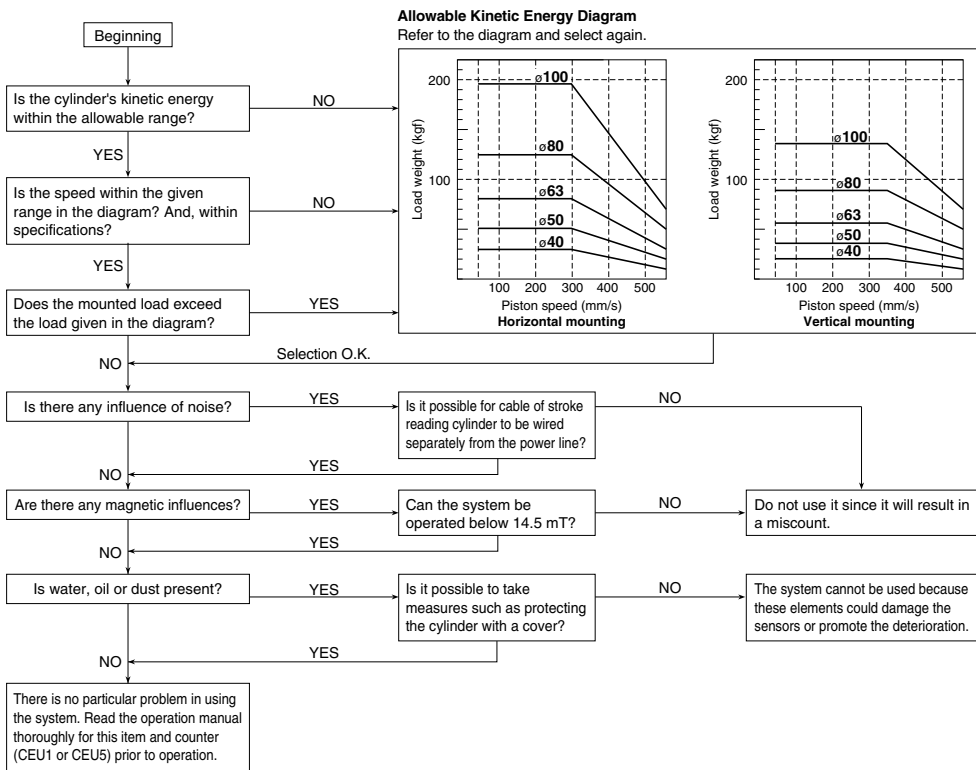 Allowable Kinetic Energy Diagram
Refer to the diagram and select again.
Beginning
Is the cylinder's kinetic energy
within the allowable range?
NO
YES
Is the speed within the given
range in the diagram? And, within
specifications?
NO
YES
Does the mounted load exceed
the load given in the diagram?
YES
NO
200
100
Load weight (kgf)
ø100
ø80
ø63
ø50
ø40
100 200 300 400 500
Piston speed (mm/s)
Horizontal mounting
200
100
Load weight (kgf)
ø100
ø80
ø63
ø50
ø40
100 200 300 400 500
Piston speed (mm/s)
Vertical mounting
Selection O.K.
Is there any influence of noise?
YES
Is it possible for cable of stroke
reading cylinder to be wired
separately from the power line?
NO
YES
NO
Are there any magnetic influences?
YES
Can the system be
operated below 14.5 mT?
NO
Do not use it since it will result in
a miscount.
YES
NO
Is water, oil or dust present?
YES
Is it possible to take
measures such as protecting
the cylinder with a cover?
NO
The system cannot be used because
these elements could damage the
sensors or promote the deterioration.
YES
NO
There is no particular problem in using
the system. Read the operation manual
thoroughly for this item and counter
(CEU1 or CEU5) prior to operation.